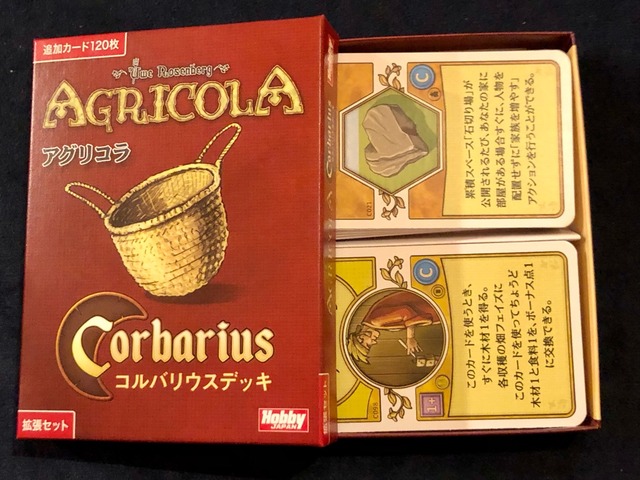 追加カード120枚
Uwe Rosenberg
AGRICOLA
アグリコラ
Corbarius
コルバリウスデッキ
拡張セット
Hobby
JAPAN
Corbarius
C
累積スペース「石切り場」が
公開されるたび、あなたの家に
部屋がある場合すぐに、人物を
配置せずに「家族を増やす」
アクションを行うことができる。
C021
C
このカードを使うとき、
すぐに木材1を得る。
各収穫の畑フェイズに
このカードを使ってちょうど
木材1と食料1を、ボーナス点1
に交換できる。
1+